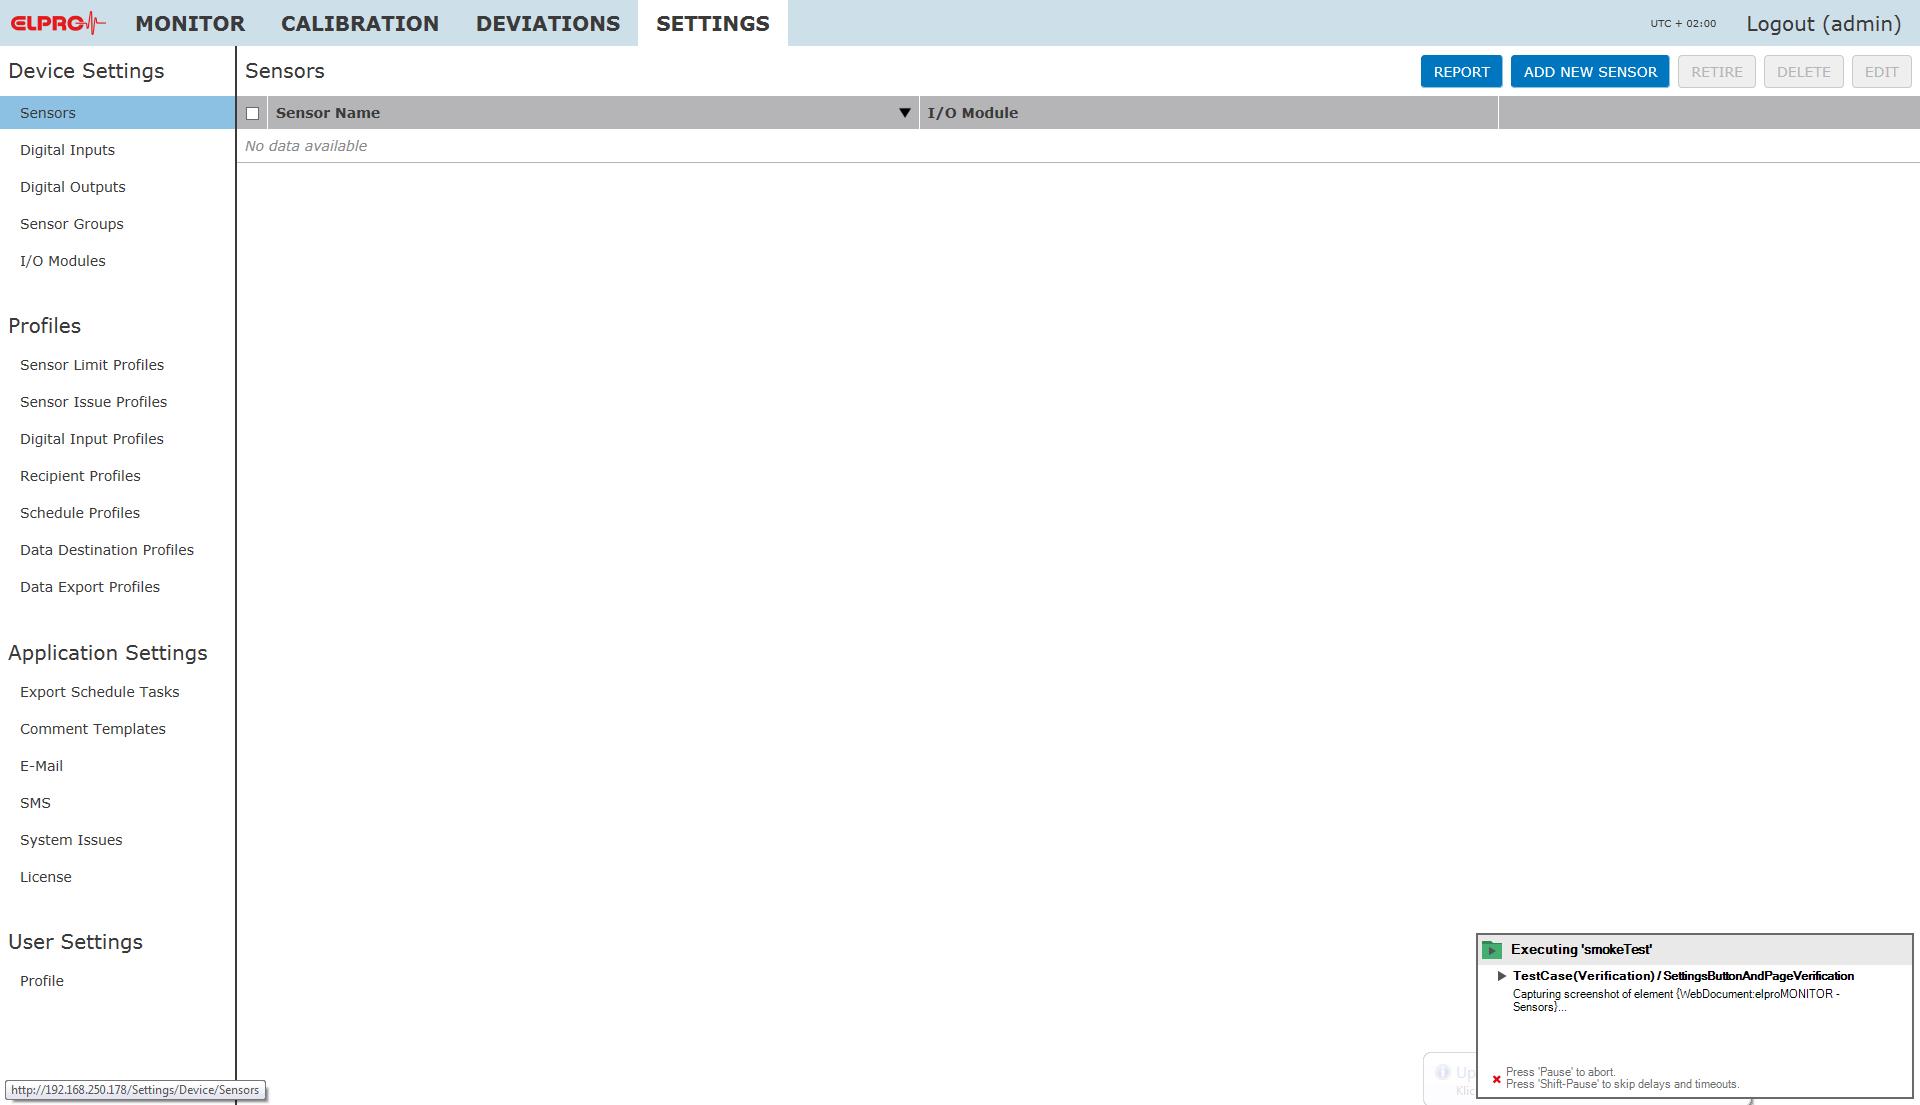 ELPRO MONITOR CALIBRATION DEVIATIONS SETTINGS UTC + 02:00 Logout (admin)
Device Settings
Sensors
Digital Inputs
Digital Outputs
Sensor Groups
I/O Modules
Profiles
Sensor Limit Profiles
Sensor Issue Profiles
Digital Input Profiles
Recipient Profiles
Schedule Profiles
Data Destination Profiles
Data Export Profiles
Application Settings
Export Schedule Tasks
Comment Templates
E-Mail
SMS
System Issues
License
User Settings
Profile
http://192.168.250.178/Settings/Device/Sensors
Sensors REPORT ADD NEW SENSOR RETIRE DELETE EDIT
Sensor Name I/O Module
No data available
Executing 'smokeTest'
TestCase(Verification) / SettingsButtonAndPageVerification
Capturing screenshot of element {WebDocument:elproMONITOR -
Sensors}...
Press 'Pause' to abort.
Press 'Shift-Pause' to skip delays and timeouts.